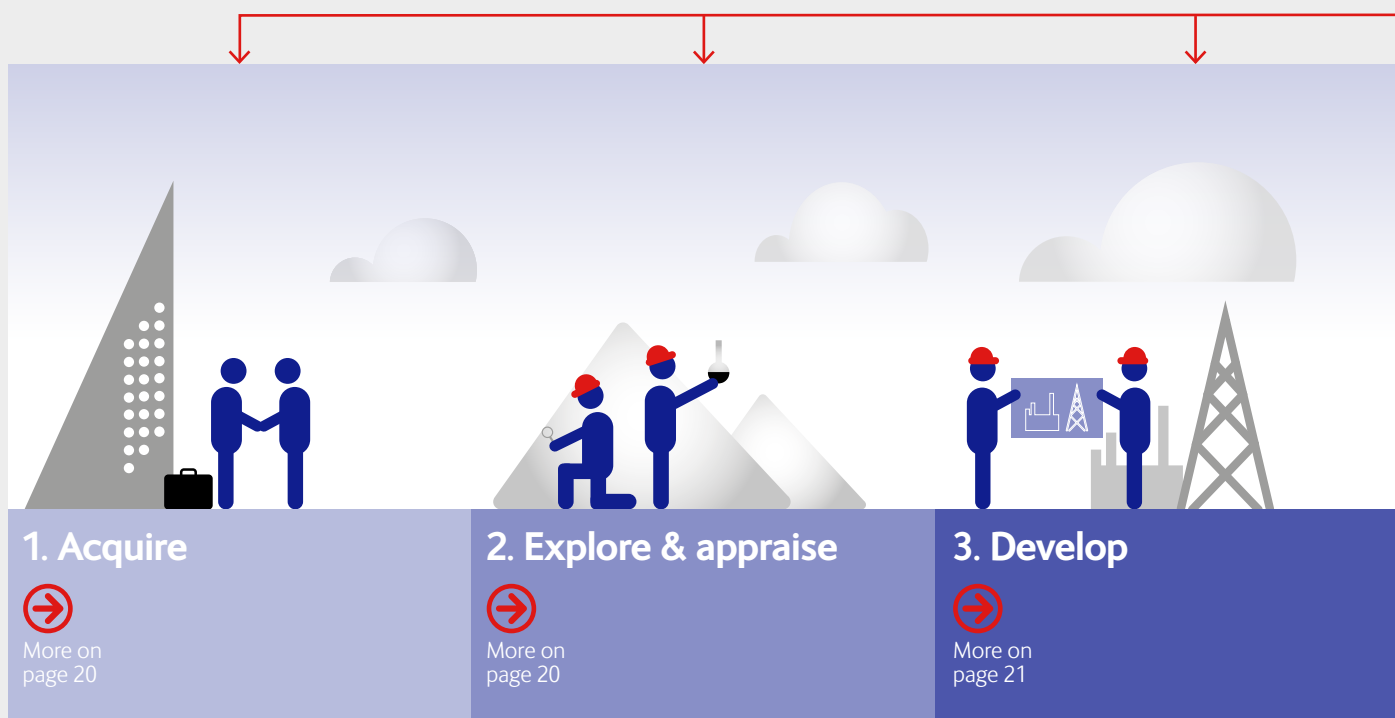 1. Acquire
More on
page 20
2. Explore & appraise
More on
page 20
3. Develop
More on
page 21